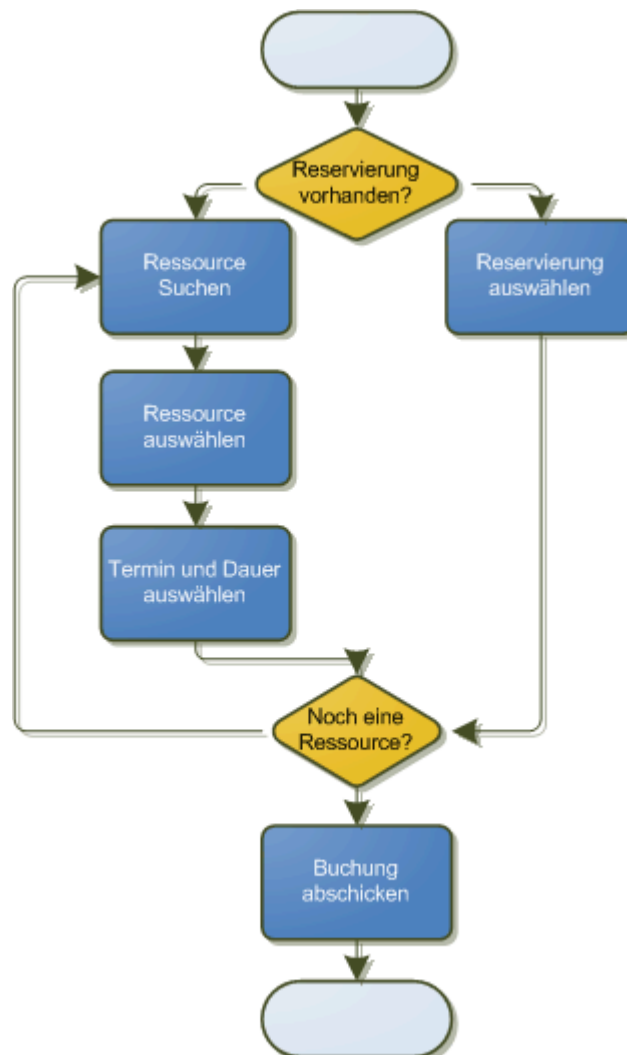 Reservierung
vorhanden?
Ressource
Suchen
Reservierung
auswählen
Ressource
auswählen
Termin und Dauer
auswählen
Noch eine
Ressource?
Buchung
abschicken